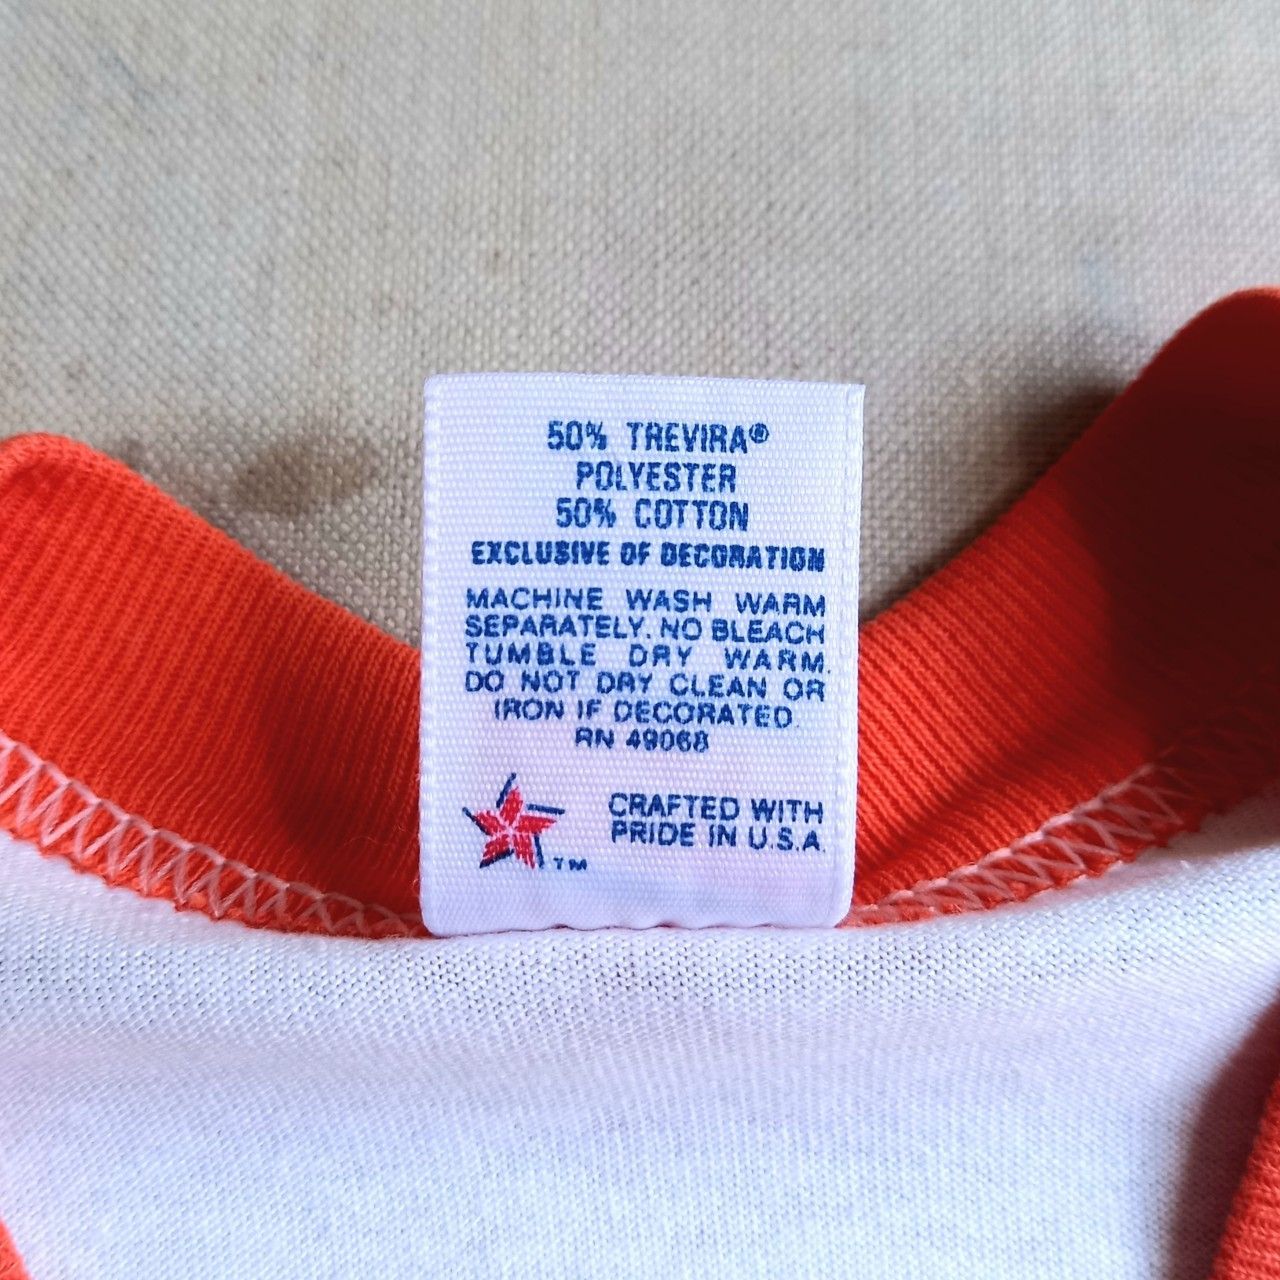 50% TREVIRA®
POLYESTER
50% COTTON
EXCLUSIVE OF DECORATION
MACHINE WASH WARM
SEPARATELY. NO BLEACH
TUMBLE DRY WARM.
DO NOT DRY CLEAN OR
IRON IF DECORATED.
RN 49068
CRAFTED WITH
PRIDE IN U.S.A.
TM